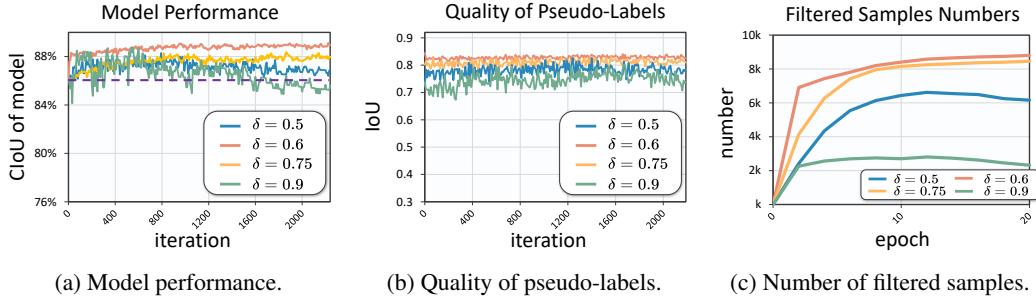 Model Performance
CIoU of model
88%
84%
80%
76%
0
400
800
1200
1600
2000
iteration
δ = 0.5
δ = 0.6
δ = 0.75
δ = 0.9
(a) Model performance.
Quality of Pseudo-Labels
IoU
0.9
0.8
0.7
0.6
0.5
0.4
0.3
0
400
800
1200
1600
2000
iteration
δ = 0.5
δ = 0.6
δ = 0.75
δ = 0.9
(b) Quality of pseudo-labels.
Filtered Samples Numbers
number
10k
8k
6k
4k
2k
k
0
10
20
epoch
δ = 0.5 δ = 0.6
δ = 0.75 δ = 0.9
(c) Number of filtered samples.